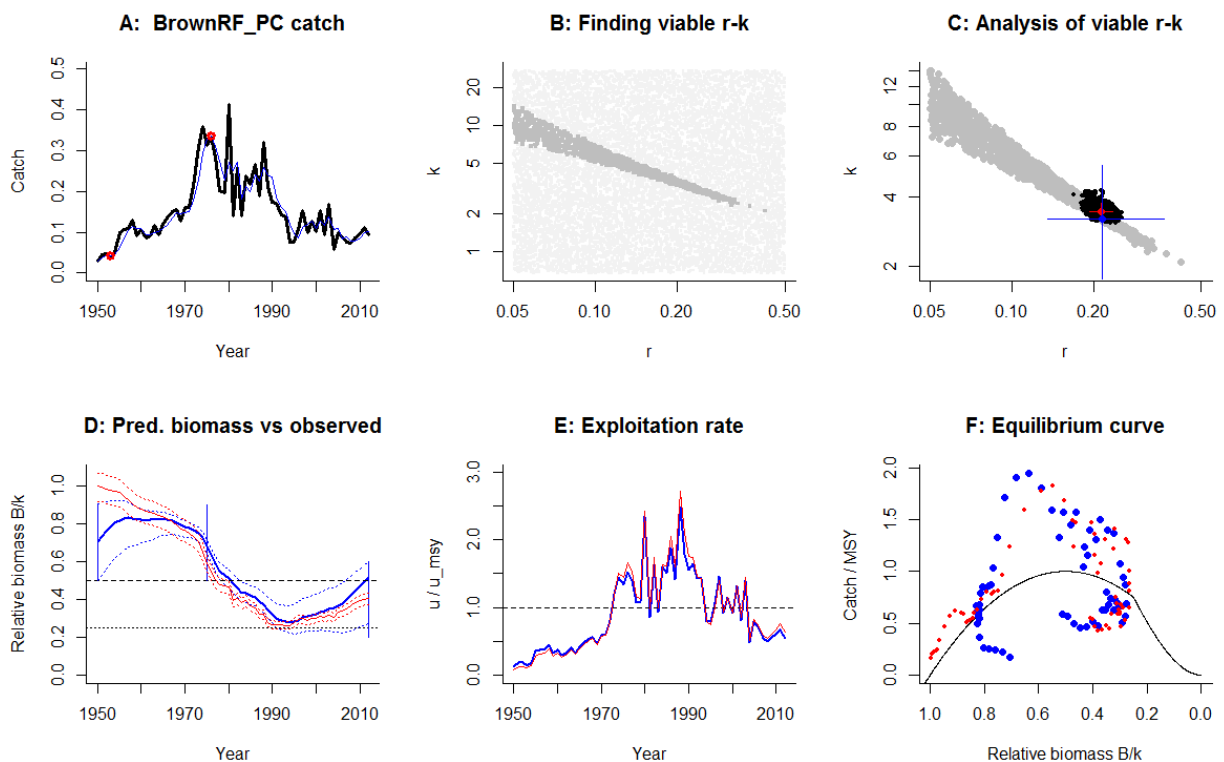 A:  BrownRF_PC catch
Catch
0.0 0.1 0.2 0.3 0.4 0.5
1950 1970 1990 2010
Year
B: Finding viable r-k
k
1 2 5 10 20
0.05 0.10 0.20 0.50
r
C: Analysis of viable r-k
k
2 4 6 8 12
0.05 0.10 0.20 0.50
r
D: Pred. biomass vs observed
Relative biomass B/k
0.0 0.2 0.4 0.6 0.8 1.0
1950 1970 1990 2010
Year
E: Exploitation rate
u / u_msy
0.0 1.0 2.0 3.0
1950 1970 1990 2010
Year
F: Equilibrium curve
Catch / MSY
0.0 0.5 1.0 1.5 2.0
1.0 0.8 0.6 0.4 0.2 0.0
Relative biomass B/k